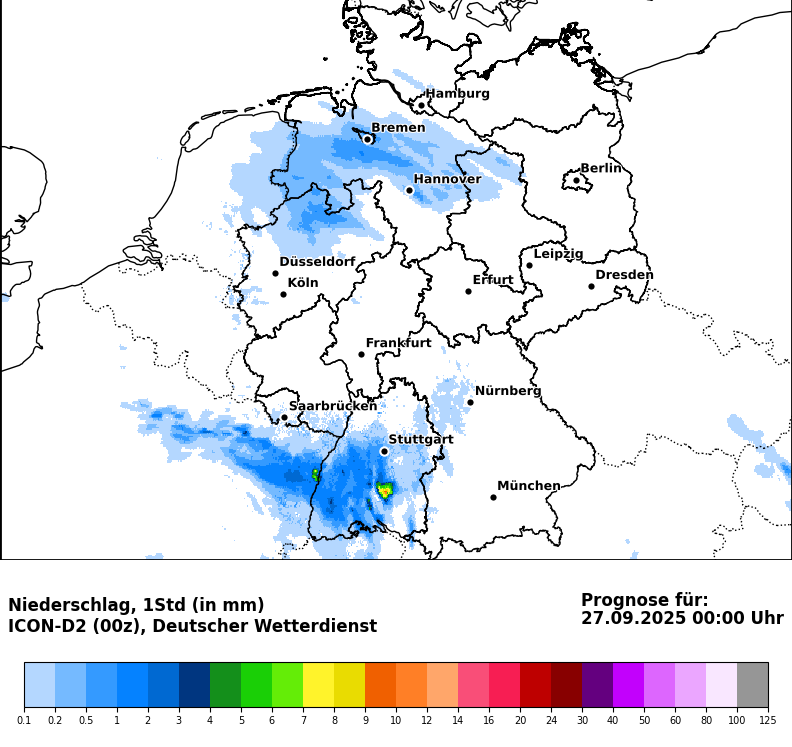 Hamburg
Bremen
Berlin
Hannover
Leipzig
Düsseldorf
Dresden
Köln
Erfurt
Frankfurt
Nürnberg
Saarbrücken
Stuttgart
München
Niederschlag, 1Std (in mm)
ICON-D2 (00z), Deutscher Wetterdienst
Prognose für:
27.09.2025 00:00 Uhr
0.1 0.2 0.5 1 2 3 4 5 6 7 8 9 10 12 14 16 20 24 30 40 50 60 80 100 125